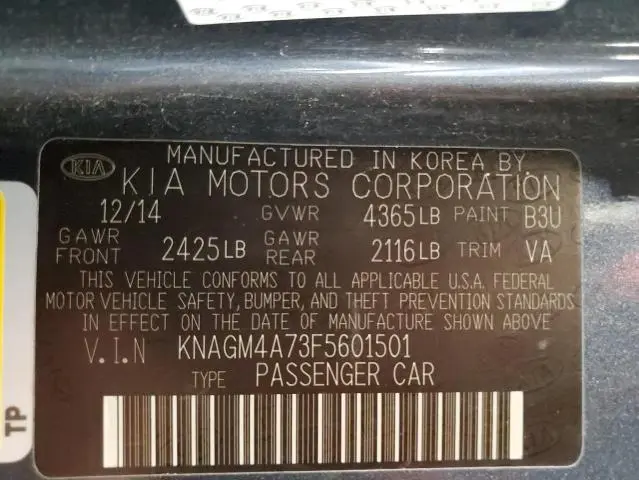 KIA
MANUFACTURED IN KOREA BY
KIA MOTORS CORPORATION
12/14 GVWR 4365LB PAINT B3U
GAWR FRONT 2425LB GAWR REAR 2116LB TRIM VA
THIS VEHICLE CONFORMS TO ALL APPLICABLE U.S.A. FEDERAL
MOTOR VEHICLE SAFETY, BUMPER, AND THEFT PREVENTION STANDARDS
IN EFFECT ON THE DATE OF MANUFACTURE SHOWN ABOVE
V.I.N KNAGM4A73F5601501
TYPE PASSENGER CAR
TP